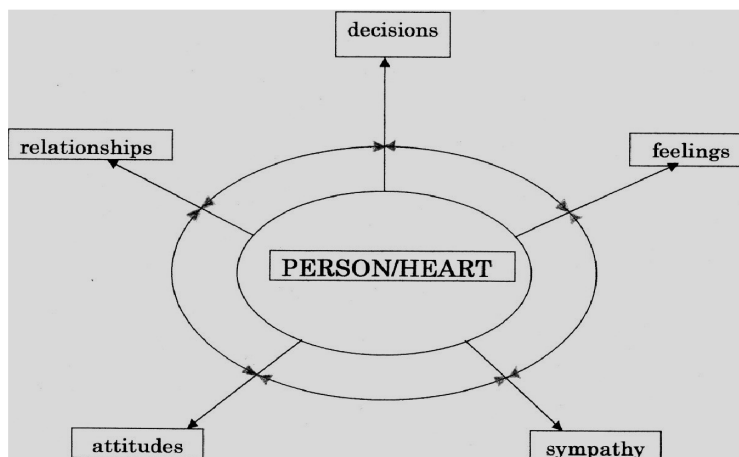 decisions
relationships
feelings
PERSON/HEART
attitudes
sympathy